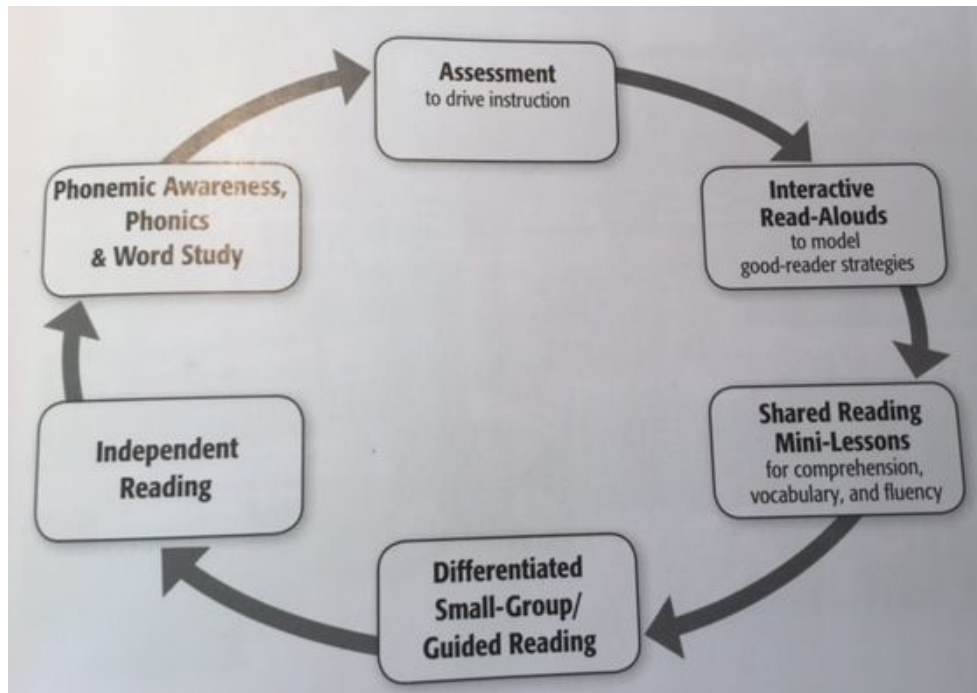 Assessment
to drive instruction
Interactive
Read-Alouds
to model
good-reader strategies
Shared Reading
Mini-Lessons
for comprehension,
vocabulary, and fluency
Differentiated
Small-Group/
Guided Reading
Independent
Reading
Phonemic Awareness,
Phonics
& Word Study